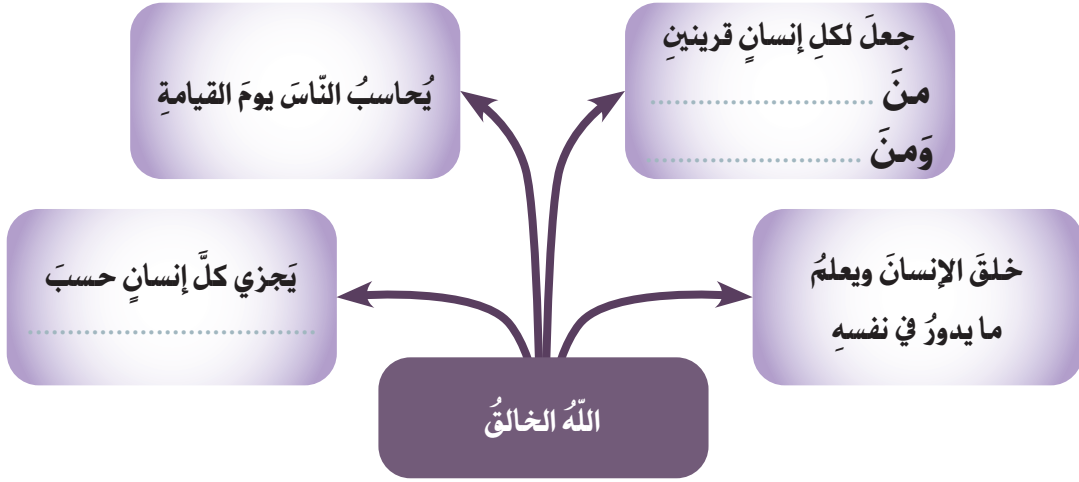 جعلَ لكلِ إنسانٍ قرينينِ
منَ ..............................
وَمنَ ..............................
يُحاسبُ النّاسَ يومَ القيامةِ
خلقَ الإنسانَ ويعلمُ
ما يدورُ في نفسهِ
يَجزي كلَّ إنسانٍ حسبَ
........................................
اللّهُ الخالقُ